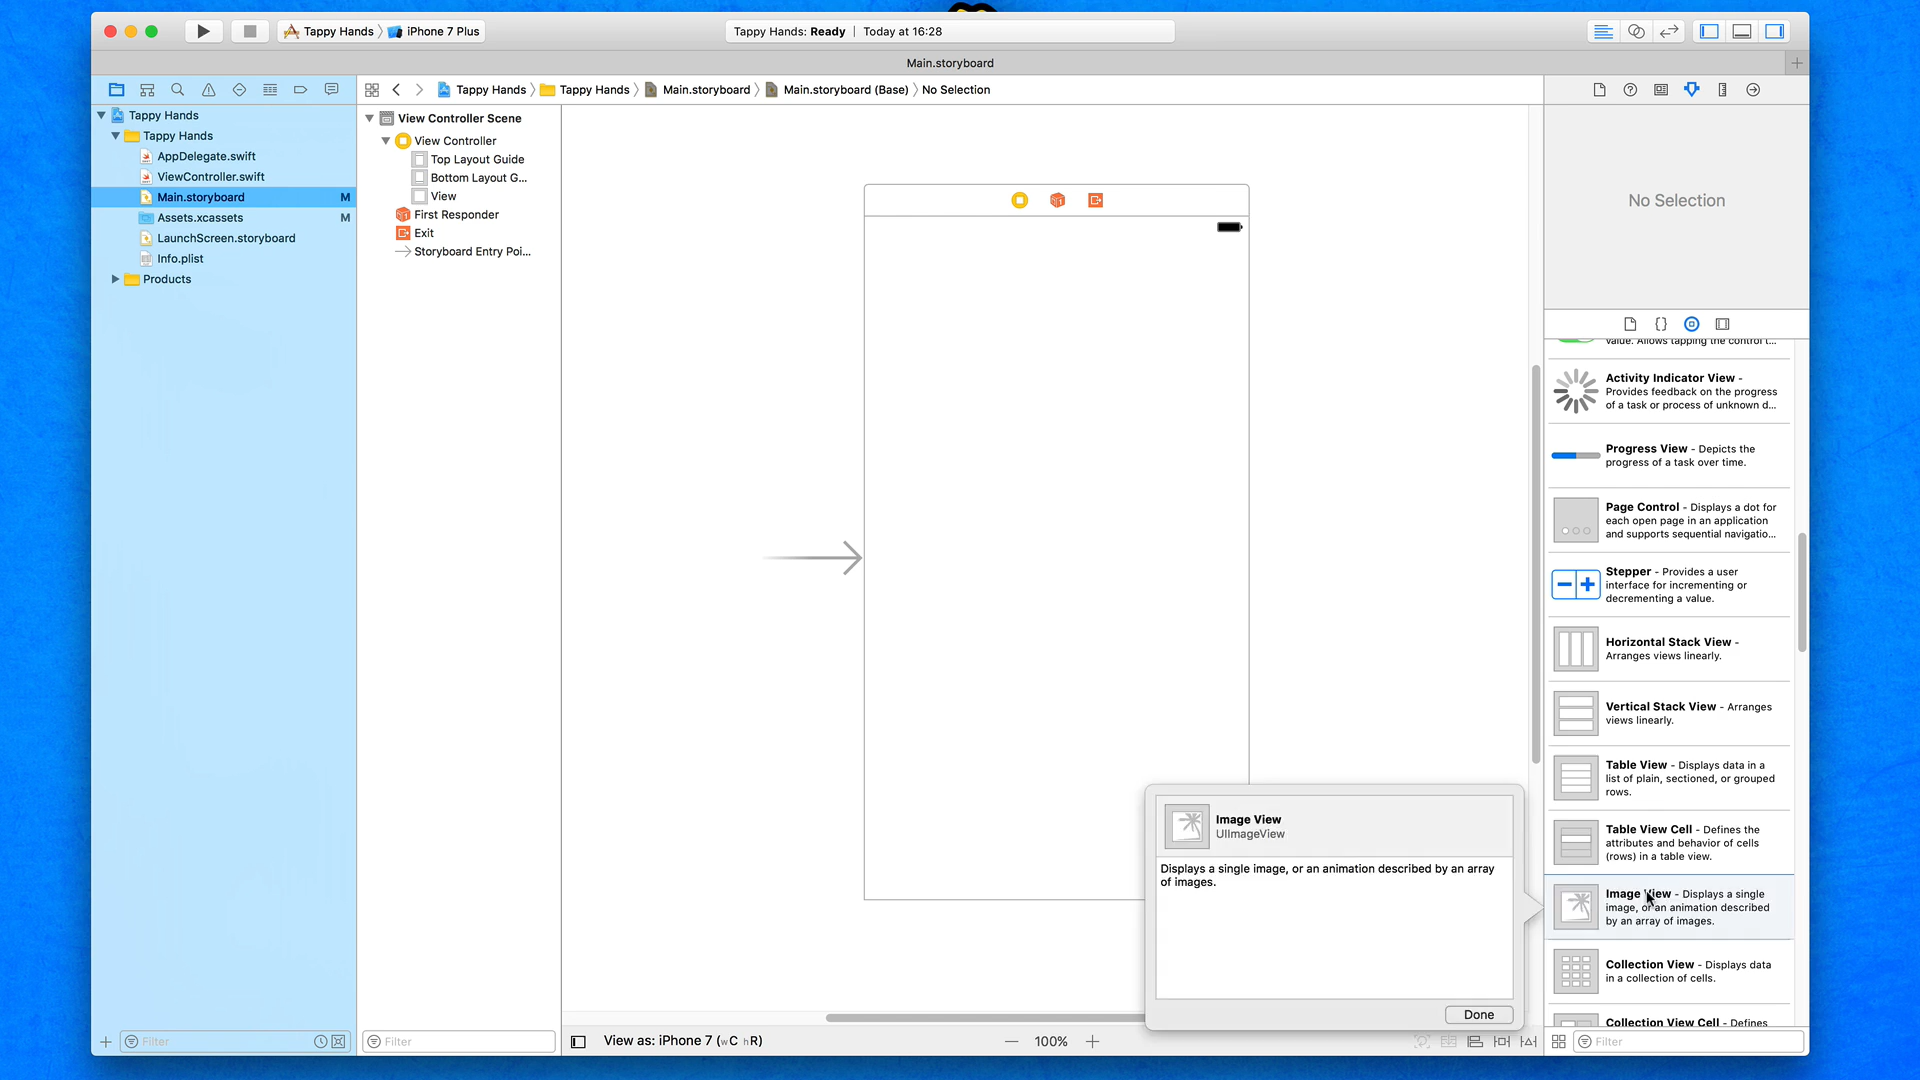 Tappy Hands
iPhone 7 Plus
Tappy Hands: Ready | Today at 16:28
Main.storyboard
Tappy Hands
Tappy Hands
Main.storyboard
Main.storyboard (Base)
No Selection
Tappy Hands
Tappy Hands
AppDelegate.swift
ViewController.swift
Main.storyboard M
Assets.xcassets M
LaunchScreen.storyboard
Info.plist
Products
View Controller Scene
View Controller
Top Layout Guide
Bottom Layout G...
View
First Responder
Exit
Storyboard Entry Poi...
No Selection
value. Allows tapping the control t...
Activity Indicator View -
Provides feedback on the progress
of a task or process of unknown d...
Progress View - Depicts the
progress of a task over time.
Page Control - Displays a dot for
each open page in an application
and supports sequential navigatio...
Stepper - Provides a user
interface for incrementing or
decrementing a value.
Horizontal Stack View -
Arranges views linearly.
Vertical Stack View - Arranges
views linearly.
Table View - Displays data in a
list of plain, sectioned, or grouped
rows.
Table View Cell - Defines the
attributes and behavior of cells
(rows) in a table view.
Image View - Displays a single
image, or an animation described
by an array of images.
Collection View - Displays data
in a collection of cells.
Collection View Cell - Defines
Image View
UIImageView
Displays a single image, or an animation described by an array
of images.
Done
Filter
Filter
View as: iPhone 7 (wC hR)
100%
Filter